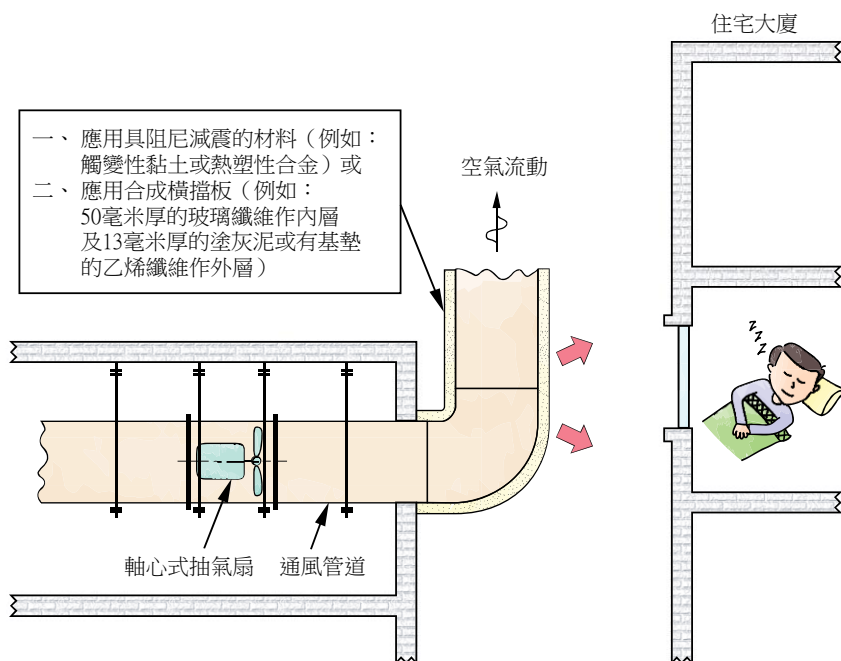 住宅大廈
一、 應用具阻尼減震的材料（例如：
觸變性黏土或熱塑性合金）或
二、 應用合成橫擋板（例如：
50毫米厚的玻璃纖維作內層
及13毫米厚的塗灰泥或有基墊
的乙烯纖維作外層）
空氣流動
z z z z
軸心式抽氣扇
通風管道